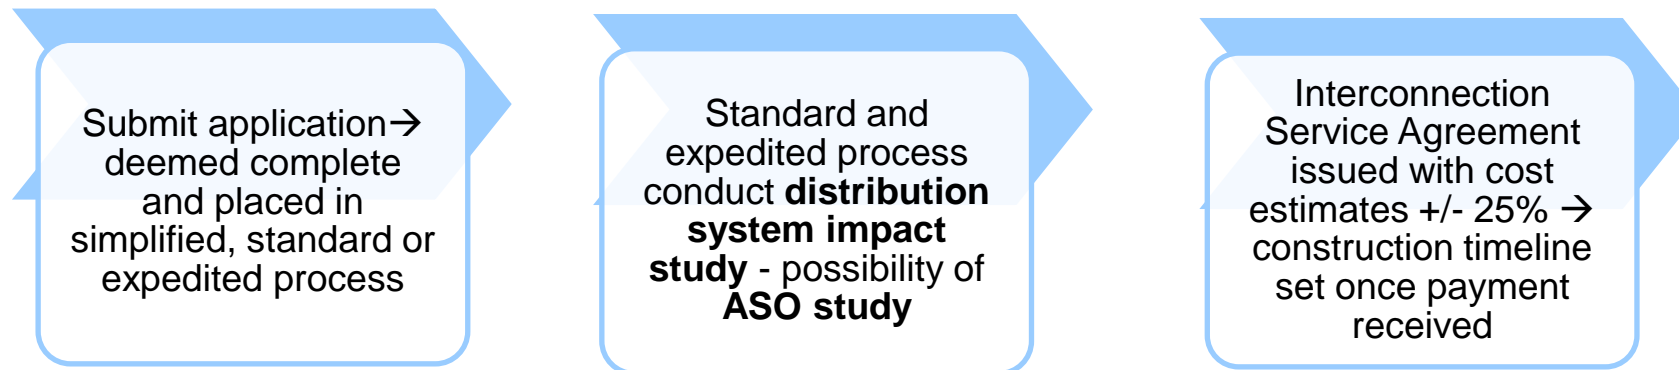 Submit application→
deemed complete
and placed in
simplified, standard or
expedited process
Standard and
expedited process
conduct distribution
system impact
study - possibility of
ASO study
Interconnection
Service Agreement
issued with cost
estimates +/- 25% →
construction timeline
set once payment
received